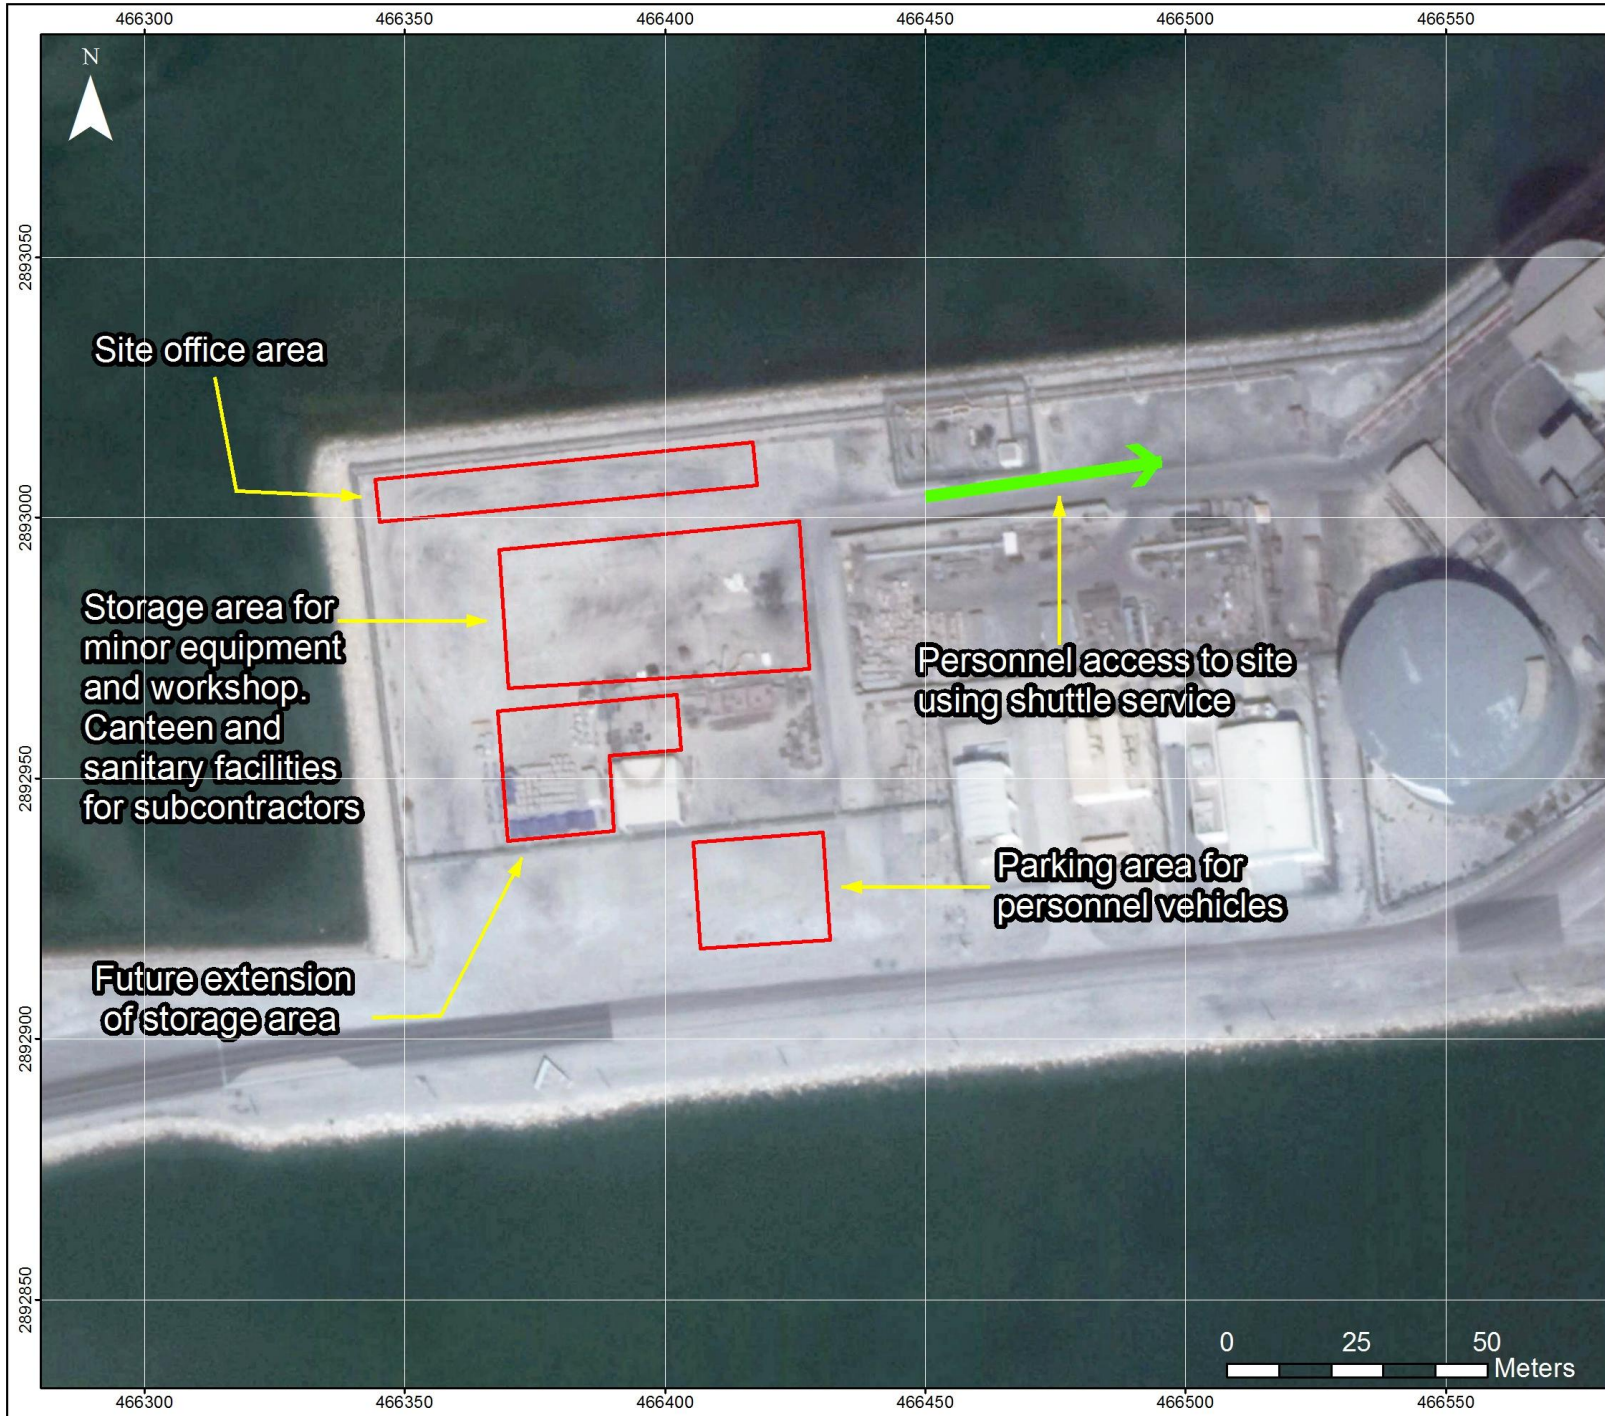 466300 466350 466400 466450 466500 466550
N
2893050
Site office area
2893000
Storage area for
minor equipment
and workshop.
Canteen and
sanitary facilities
for subcontractors
Personnel access to site
using shuttle service
2892950
Parking area for
personnel vehicles
Future extension
of storage area
2892900
2892850
0 25 50
Meters
466300 466350 466400 466450 466500 466550